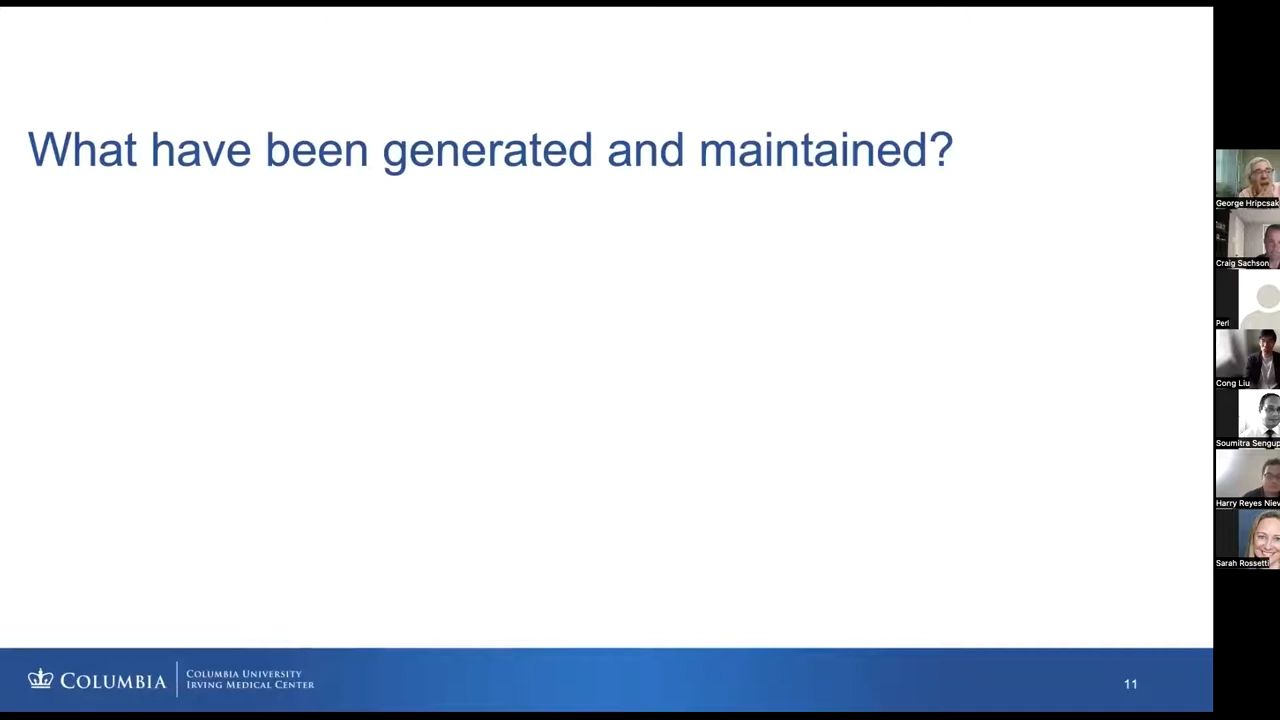 What have been generated and maintained?
George Hripcsak
Craig Sachson
Perl
Cong Liu
Soumitra Sengup
Harry Reyes Niev
Sarah Rossetti
COLUMBIA
COLUMBIA UNIVERSITY
IRVING MEDICAL CENTER
11